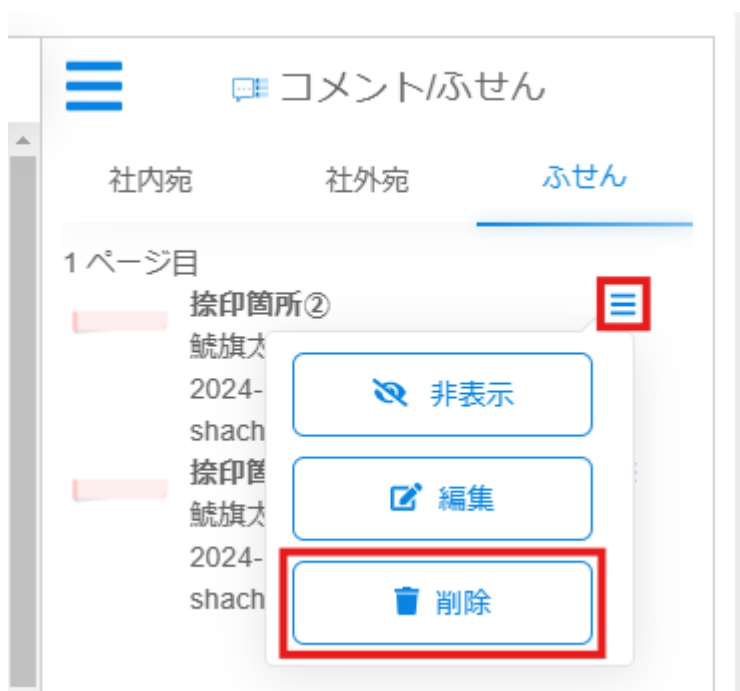 コメント/ふせん
社内宛 社外宛 ふせん
1 ページ目
捺印箇所②
鯱旗
2024-
shach
非表示
捺印箇
鯱旗
2024-
shach
編集
削除